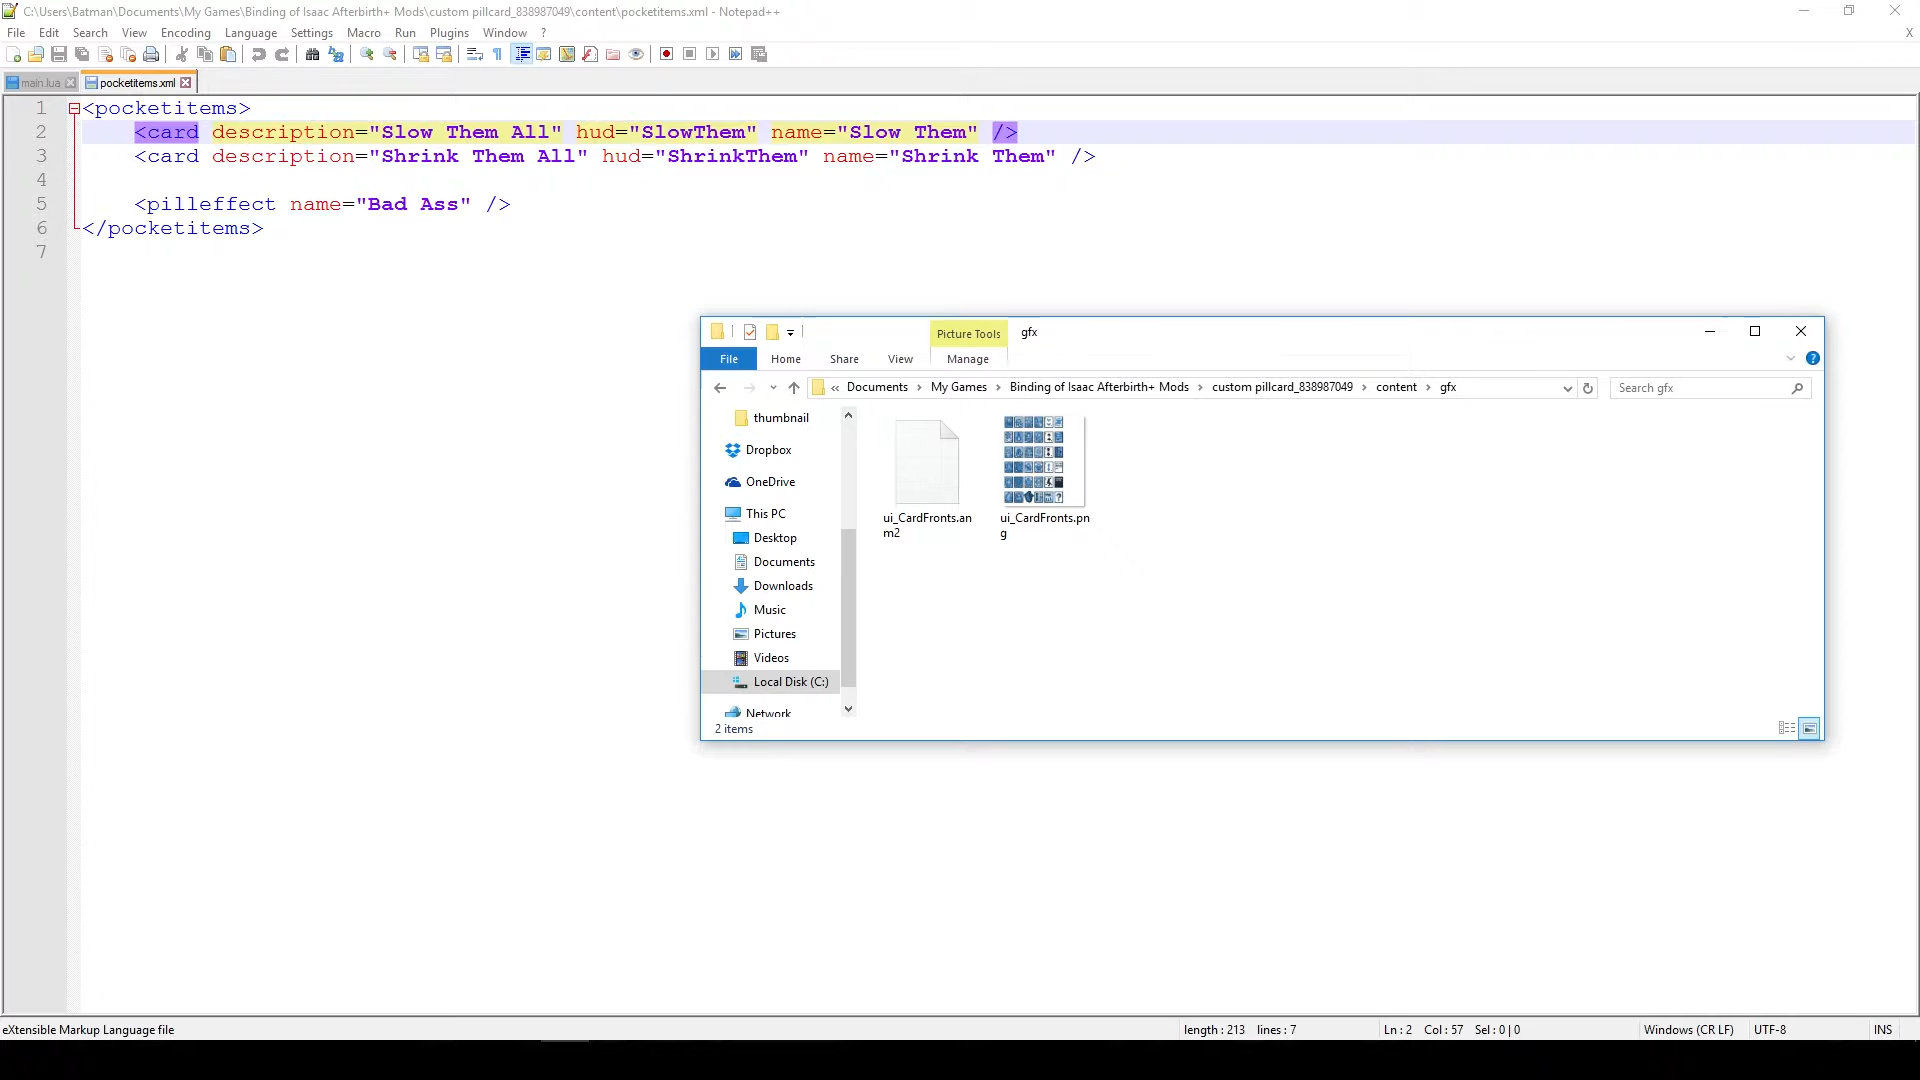 C:\Users\Batman\Documents\My Games\Binding of Isaac Afterbirth+ Mods\custom pillcard_838987049\content\pocketitems.xml - Notepad++
File Edit Search View Encoding Language Settings Macro Run Plugins Window ? X
main.lua pocketitems.xml
1 <pocketitems>
2 <card description="Slow Them All" hud="SlowThem" name="Slow Them" />
3 <card description="Shrink Them All" hud="ShrinkThem" name="Shrink Them" />
4
5 <pilleffect name="Bad Ass" />
6 </pocketitems>
7
Picture Tools gfx
File Home Share View Manage
« Documents > My Games > Binding of Isaac Afterbirth+ Mods > custom pillcard_838987049 > content > gfx
Search gfx
thumbnail
Dropbox
OneDrive
This PC
Desktop
Documents
Downloads
Music
Pictures
Videos
Local Disk (C:)
Network
ui_CardFronts.an
m2
ui_CardFronts.pn
g
2 items
eXtensible Markup Language file length : 213 lines : 7 Ln : 2 Col : 57 Sel : 0 | 0 Windows (CR LF) UTF-8 INS